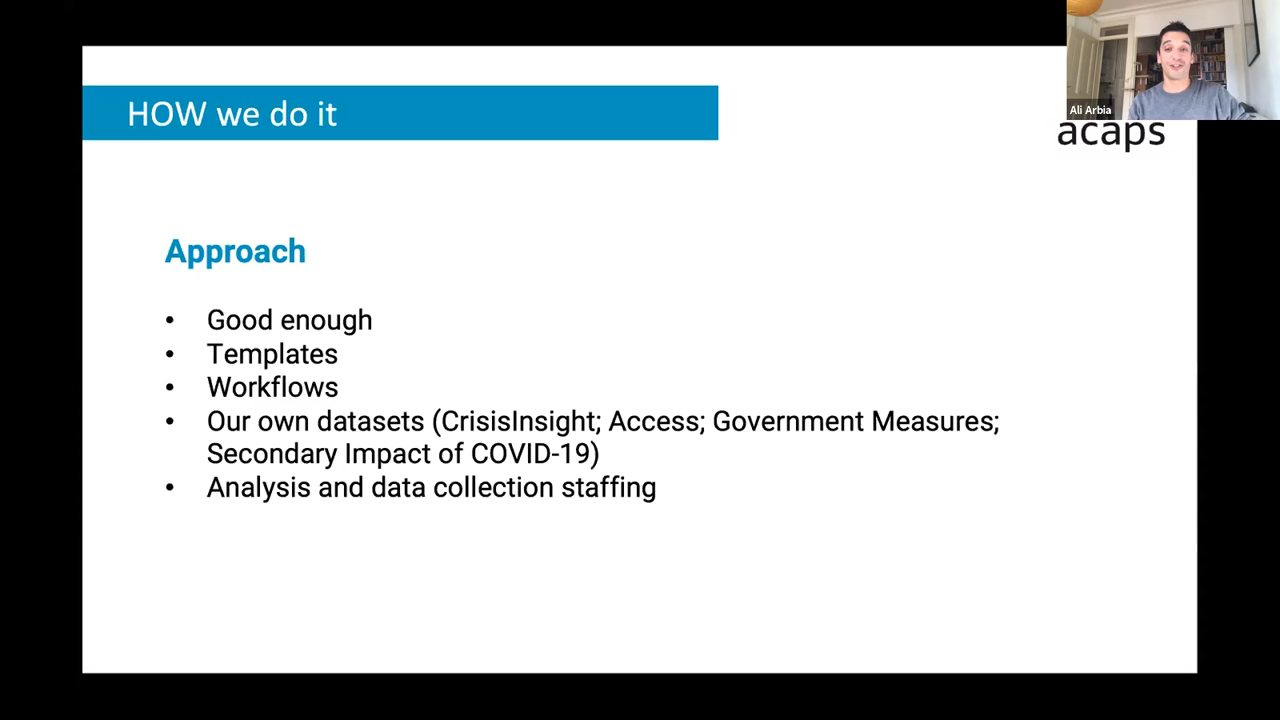 HOW we do it
Ali Arbia
acaps
Approach
• Good enough
• Templates
• Workflows
• Our own datasets (CrisisInsight; Access; Government Measures;
Secondary Impact of COVID-19)
• Analysis and data collection staffing